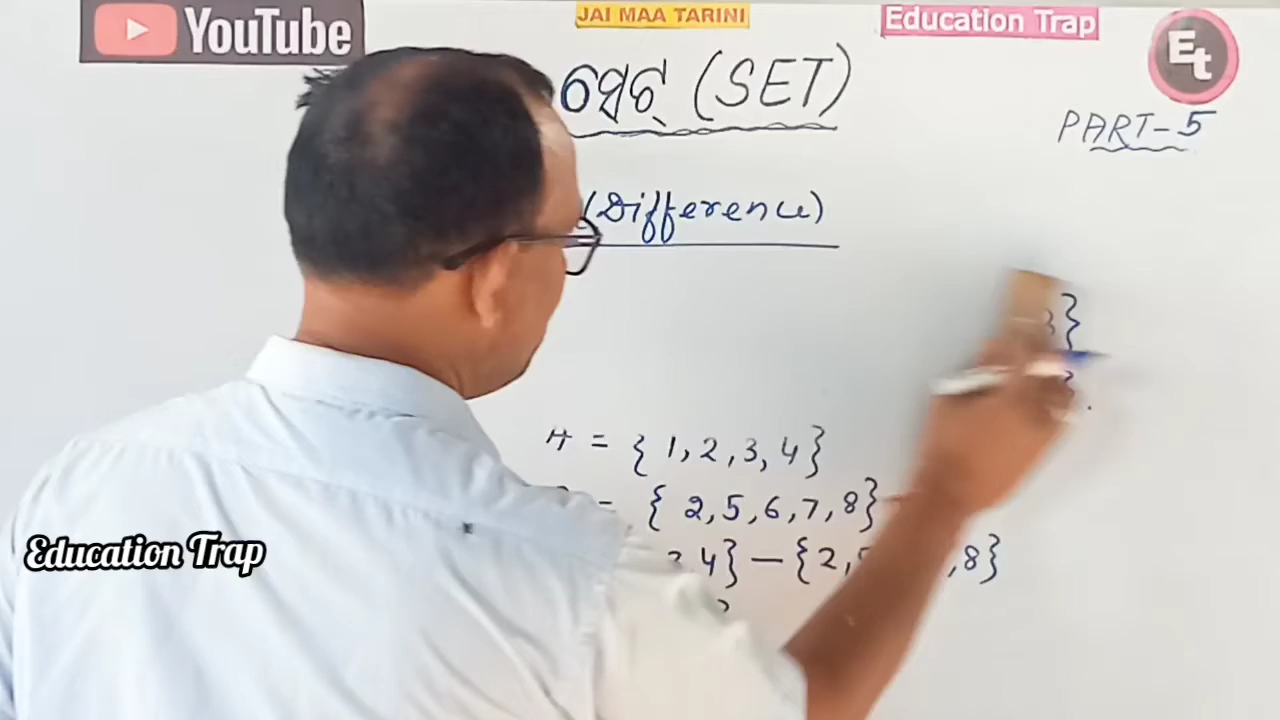 YouTube
JAI MAA TARINI
Education Trap
Et
ସେଟ୍ (SET)
PART-5
(Difference)
3}
= {1,2,3,4}
= {2,5,6,7,8}
4} — {2, ,8}
Education Trap